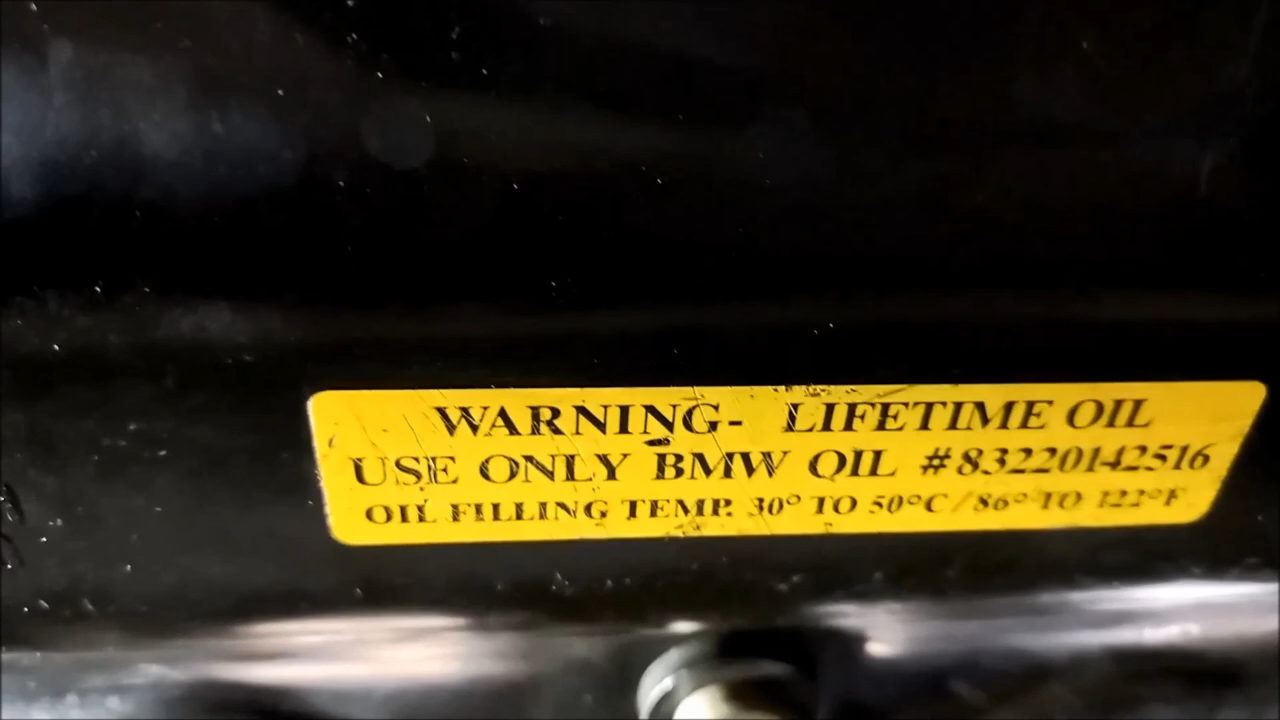 WARNING- LIFETIME OIL
USE ONLY BMW OIL #83220142516
OIL FILLING TEMP. 30° TO 50°C / 86° TO 122°F